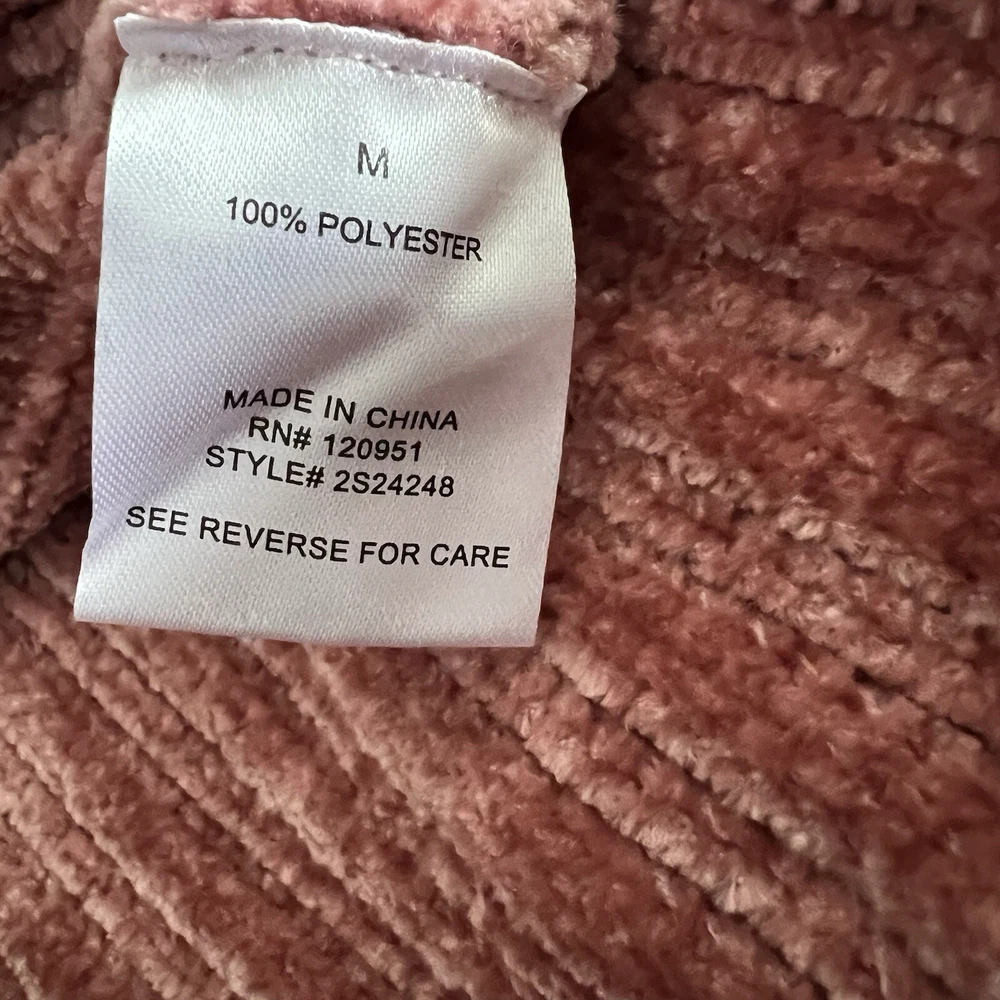 M
100% POLYESTER
MADE IN CHINA
RN# 120951
STYLE# 2S24248
SEE REVERSE FOR CARE